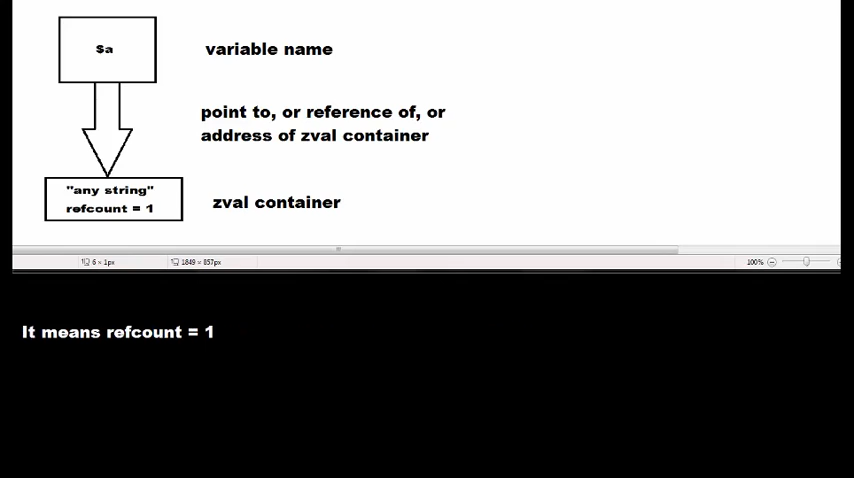 $a
variable name
point to, or reference of, or
address of zval container
"any string"
refcount = 1
zval container
6 × 1px
1849 × 857px
100%
It means refcount = 1